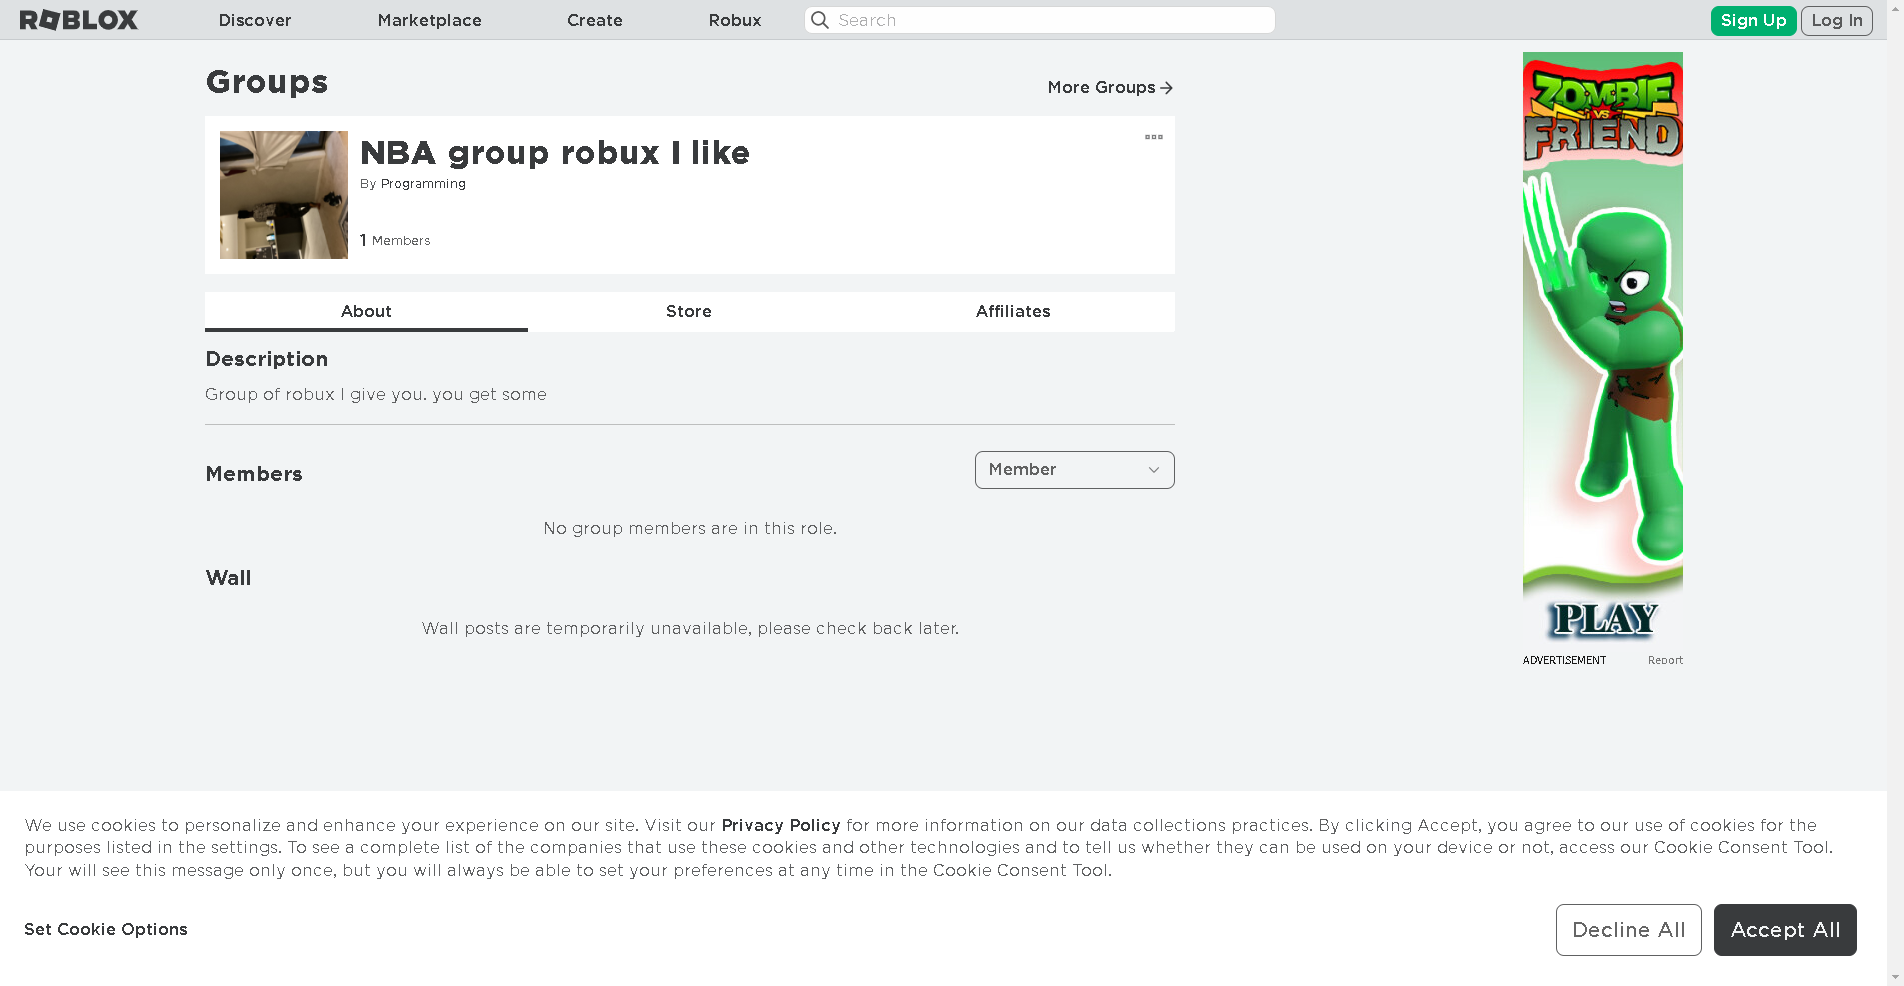 ROBLOX Discover Marketplace Create Robux Search Sign Up Log In
Groups
More Groups
NBA group robux I like
By Programming
1 Members
About Store Affiliates
Description
Group of robux I give you. you get some
Members
Member
No group members are in this role.
Wall
Wall posts are temporarily unavailable, please check back later.
ZOMBIE
VS
FRIEND
PLAY
ADVERTISEMENT Report
We use cookies to personalize and enhance your experience on our site. Visit our Privacy Policy for more information on our data collections practices. By clicking Accept, you agree to our use of cookies for the
purposes listed in the settings. To see a complete list of the companies that use these cookies and other technologies and to tell us whether they can be used on your device or not, access our Cookie Consent Tool.
Your will see this message only once, but you will always be able to set your preferences at any time in the Cookie Consent Tool.
Set Cookie Options
Decline All
Accept All